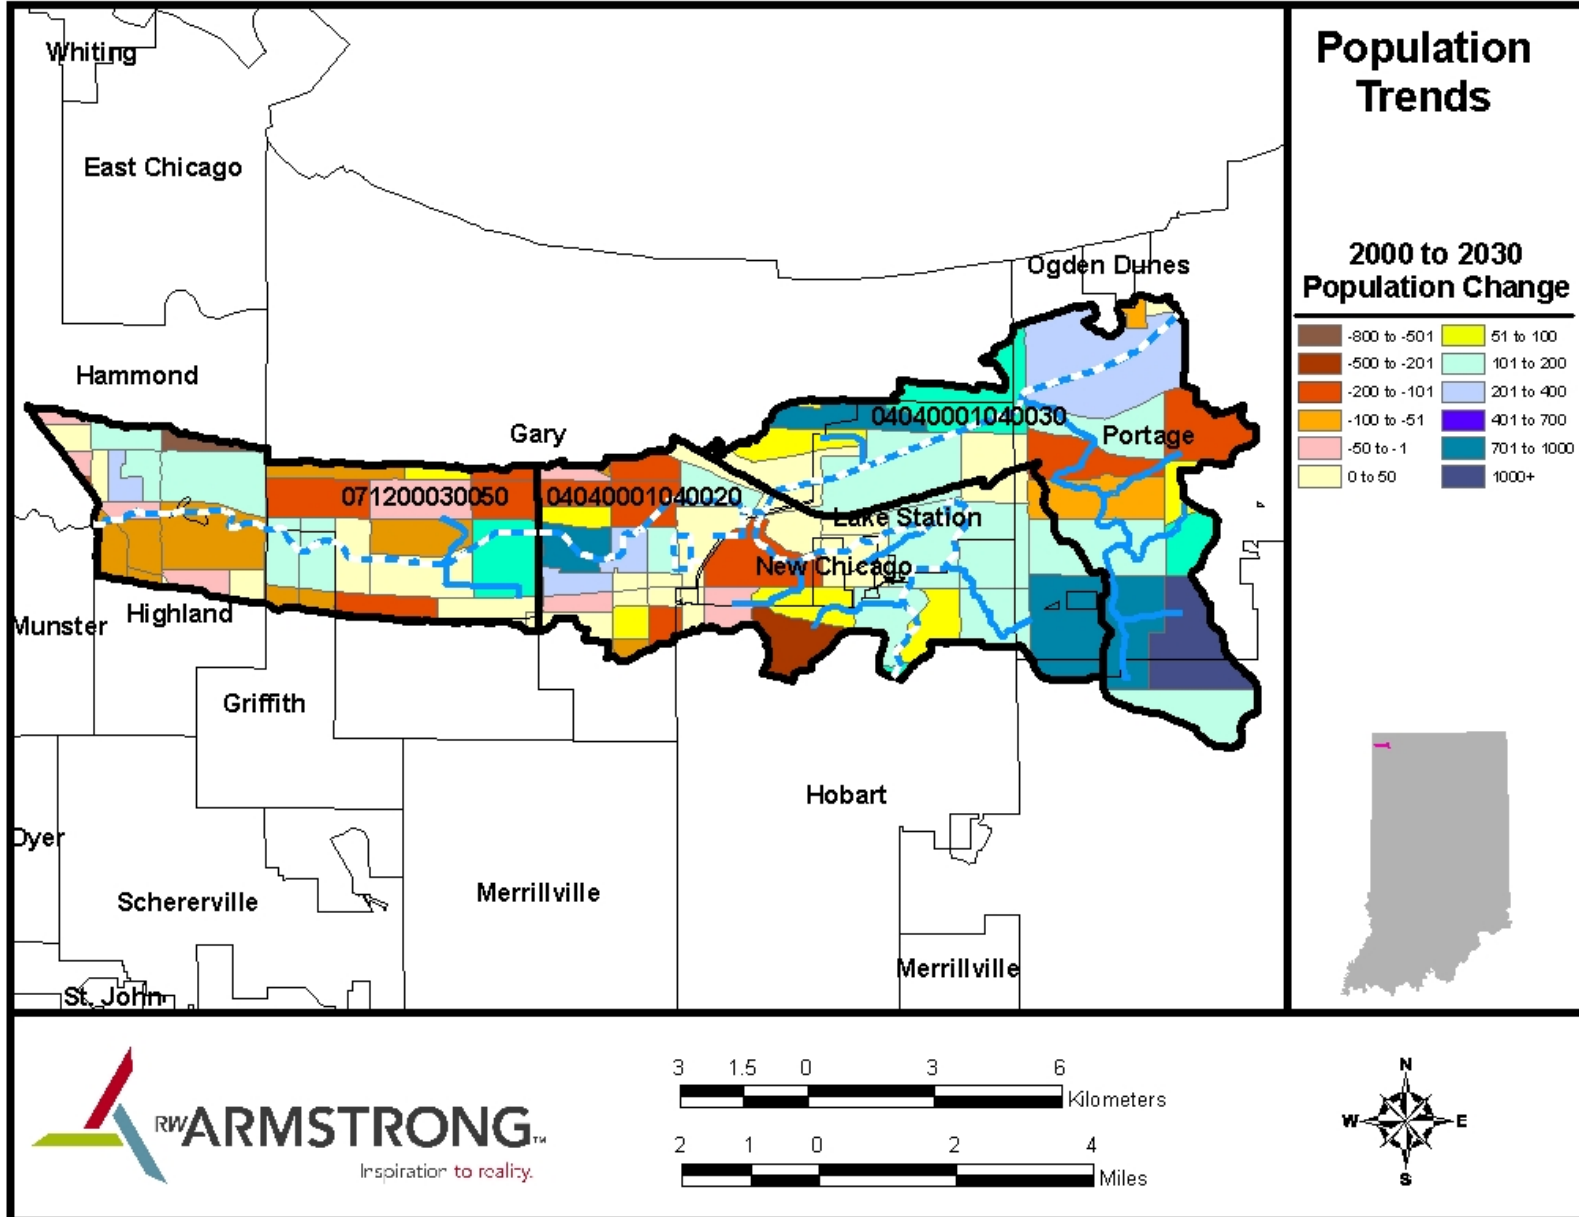 Population
Trends
2000 to 2030
Population Change
-800 to -501
-500 to -201
-200 to -101
-100 to -51
-50 to -1
0 to 50
51 to 100
101 to 200
201 to 400
401 to 700
701 to 1000
1000+
Whiting
East Chicago
Hammond
Ogden Dunes
Gary
04040001040030
Portage
071200030050
04040001040020
Lake Station
New Chicago
Highland
Munster
Griffith
Hobart
Dyer
Schererville
Merrillville
Merrillville
St. John
RWARMSTRONG™
Inspiration to reality.
3 1.5 0 3 6
Kilometers
2 1 0 2 4
Miles
N
W E
S